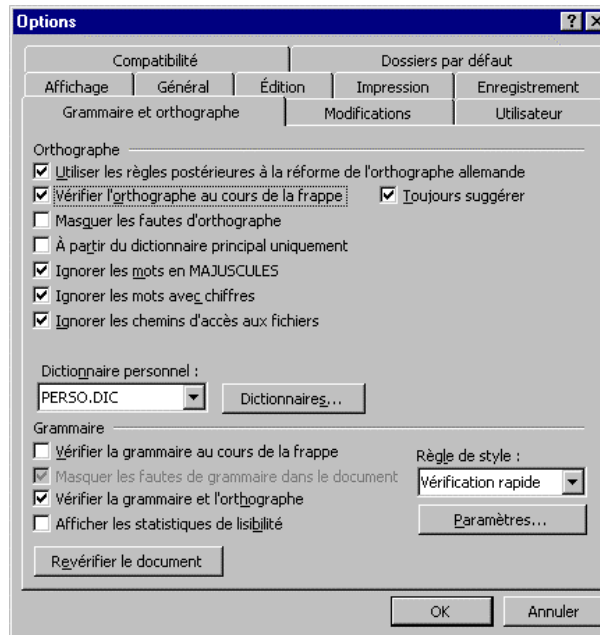 Options
Compatibilité Dossiers par défaut
Affichage Général Édition Impression Enregistrement
Grammaire et orthographe Modifications Utilisateur
Orthographe
Utiliser les règles postérieures à la réforme de l'orthographe allemande
Vérifier l'orthographe au cours de la frappe Toujours suggérer
Masquer les fautes d'orthographe
À partir du dictionnaire principal uniquement
Ignorer les mots en MAJUSCULES
Ignorer les mots avec chiffres
Ignorer les chemins d'accès aux fichiers
Dictionnaire personnel :
PERSO.DIC Dictionnaires...
Grammaire
Vérifier la grammaire au cours de la frappe Règle de style :
Masquer les fautes de grammaire dans le document Vérification rapide
Vérifier la grammaire et l'orthographe
Afficher les statistiques de lisibilité Paramètres...
Revérifier le document
OK Annuler